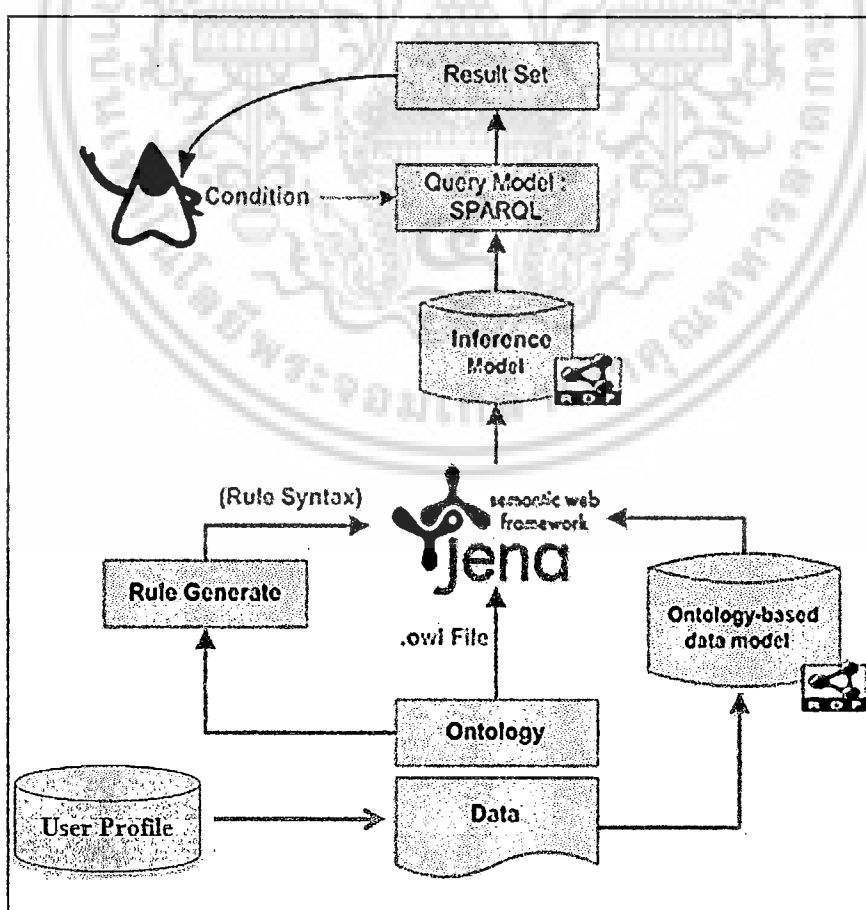 Result Set
Condition
Query Model :
SPARQL
Inference
Model
(Rule Syntax)
semantic web
framework
jena
Rule Generate
.owl File
Ontology-based
data model
Ontology
Data
User Profile